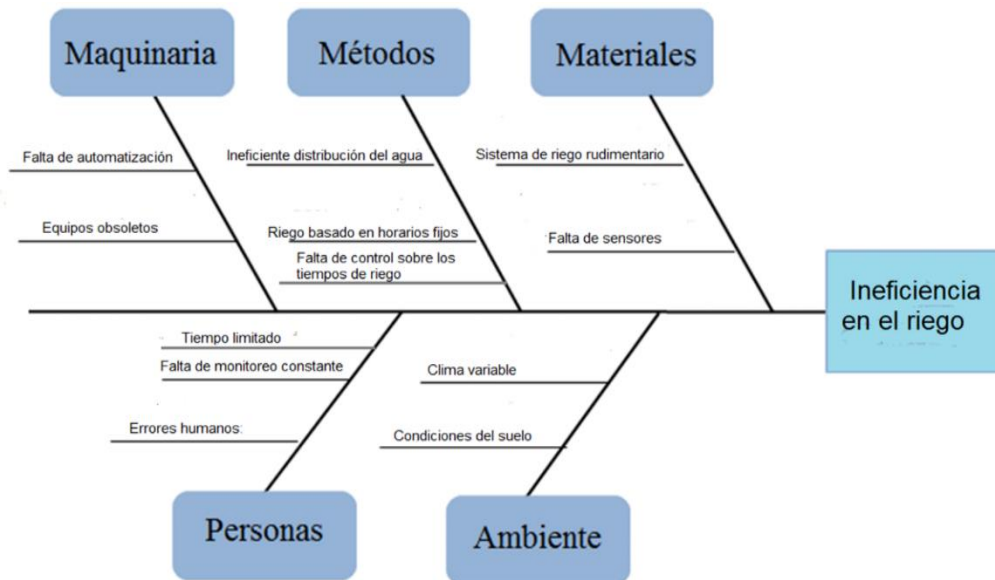 Maquinaria
Métodos
Materiales
Falta de automatización
Ineficiente distribución del agua
Sistema de riego rudimentario
Equipos obsoletos
Riego basado en horarios fijos
Falta de control sobre los
tiempos de riego
Falta de sensores
Ineficiencia
en el riego
Tiempo limitado
Falta de monitoreo constante
Errores humanos:
Clima variable
Condiciones del suelo
Personas
Ambiente